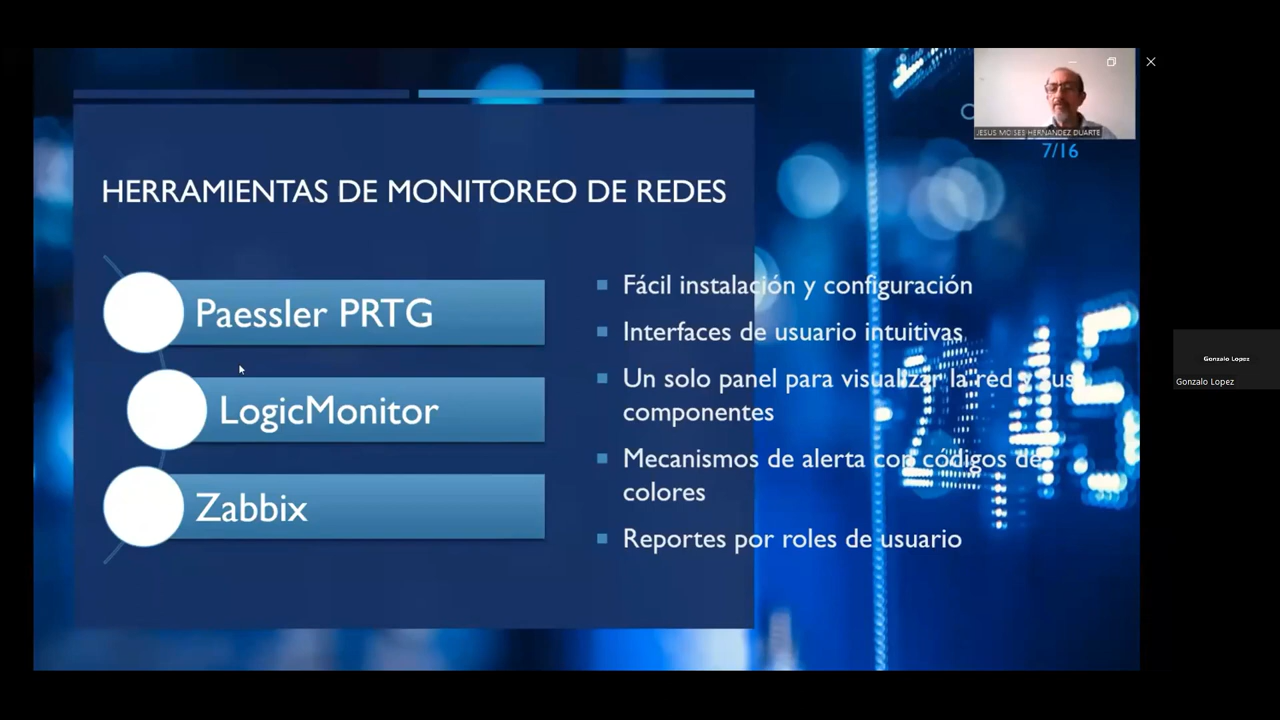 JESUS MOISES HERNANDEZ DUARTE
7/16
HERRAMIENTAS DE MONITOREO DE REDES
Paessler PRTG
LogicMonitor
Zabbix
Fácil instalación y configuración
Interfaces de usuario intuitivas
Un solo panel para visualizar la red y sus
componentes
Mecanismos de alerta con códigos de
colores
Reportes por roles de usuario
Gonzalo Lopez
Gonzalo Lopez